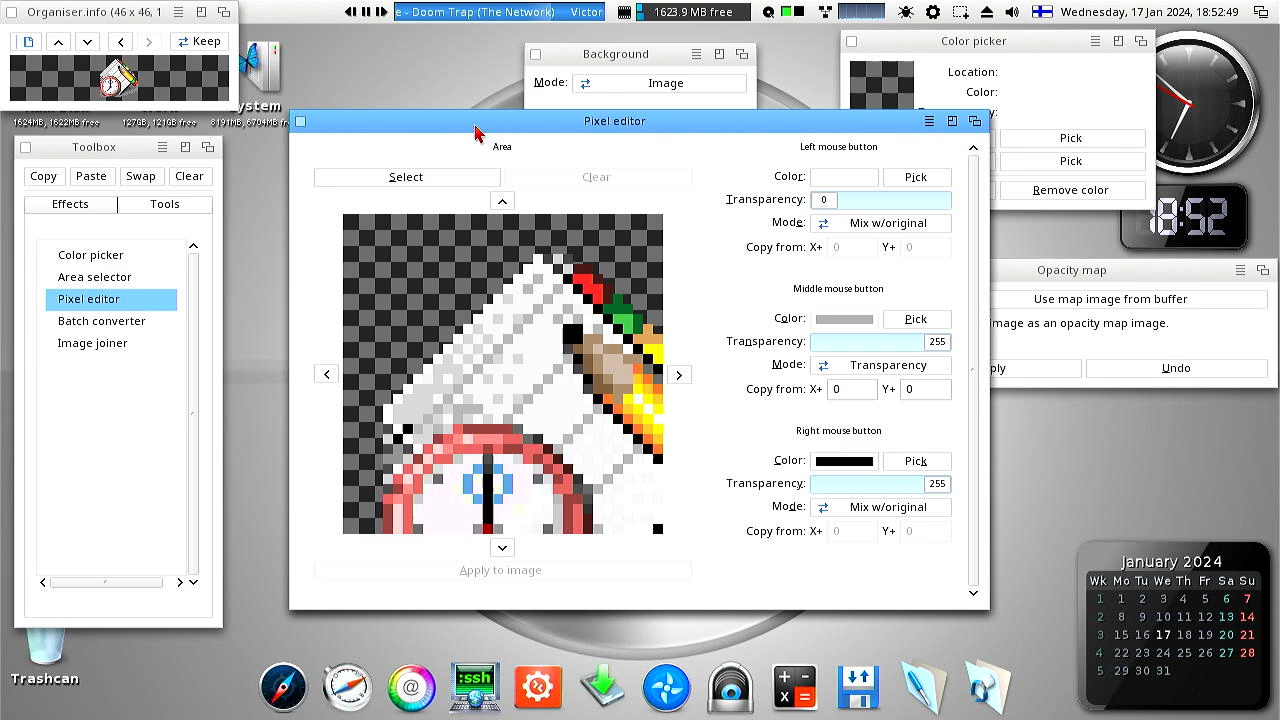 Organiser info (46 x 46, 1
e - Doom Trap (The Network) Victor
1623.9 MB free
Wednesday, 17 Jan 2024, 18:52:49
Keep
System
1624MB, 1622MB free
127GB, 121GB free
8191MB, 6704MB fr
Background
Mode:
Image
Color picker
Location:
Color:
Pick
Pick
Remove color
18:52
Toolbox
Copy
Paste
Swap
Clear
Effects
Tools
Color picker
Area selector
Pixel editor
Batch converter
Image joiner
Pixel editor
Area
Select
Clear
Apply to image
Left mouse button
Color:
Pick
Transparency:
0
Mode:
Mix w/original
Copy from: X+ 0 Y+ 0
Middle mouse button
Color:
Pick
Transparency:
255
Mode:
Transparency
Copy from: X+ 0 Y+ 0
Right mouse button
Color:
Pick
Transparency:
255
Mode:
Mix w/original
Copy from: X+ 0 Y+ 0
Opacity map
Use map image from buffer
image as an opacity map image.
ply
Undo
January 2024
Wk Mo Tu We Th Fr Sa Su
1 1 2 3 4 5 6 7
2 8 9 10 11 12 13 14
3 15 16 17 18 19 20 21
4 22 23 24 25 26 27 28
5 29 30 31
Trashcan
@
:ssh